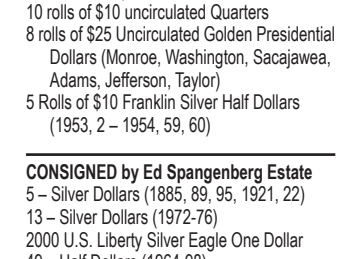 10 rolls of $10 uncirculated Quarters
8 rolls of $25 Uncirculated Golden Presidential
Dollars (Monroe, Washington, Sacajawea,
Adams, Jefferson, Taylor)
5 Rolls of $10 Franklin Silver Half Dollars
(1953, 2 – 1954, 59, 60)
CONSIGNED by Ed Spangenberg Estate
5 – Silver Dollars (1885, 89, 95, 1921, 22)
13 – Silver Dollars (1972-76)
2000 U.S. Liberty Silver Eagle One Dollar